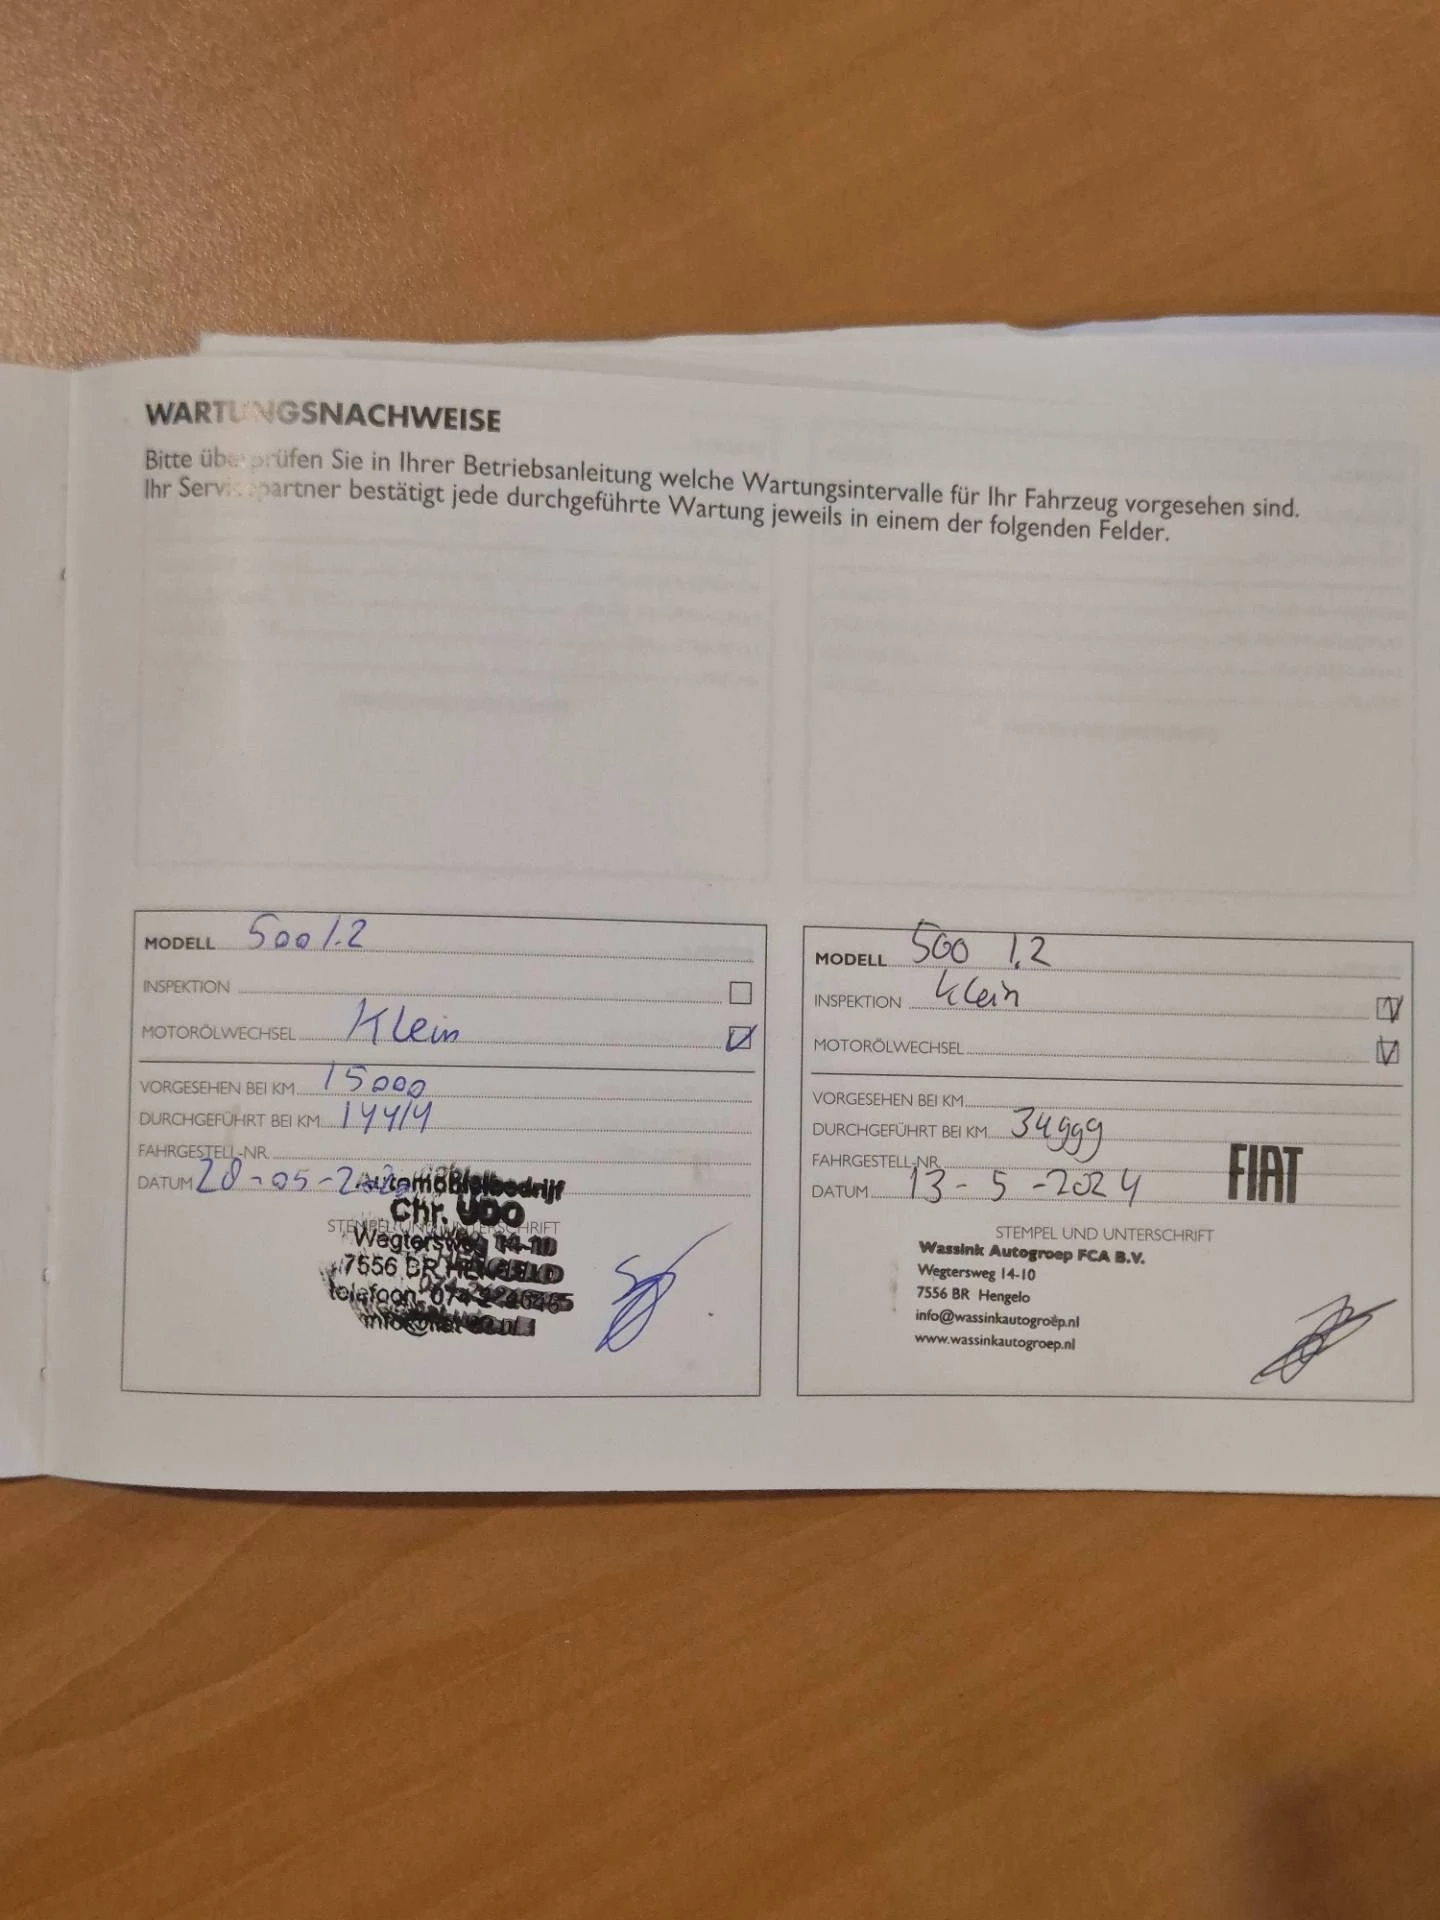 WARTUNGSNACHWEISE
Bitte überprüfen Sie in Ihrer Betriebsanleitung welche Wartungsintervalle für Ihr Fahrzeug vorgesehen sind.
Ihr Servicepartner bestätigt jede durchgeführte Wartung jeweils in einem der folgenden Felder.
MODELL 500 1.2
INSPEKTION
MOTORÖLWECHSEL Klein
VORGESEHEN BEI KM 15000
DURCHGEFÜHRT BEI KM 14414
FAHRGESTELL-NR.
DATUM 28-05-
Automobielbedrijf
Chr. UDO
STEMPEL UND UNTERSCHRIFT
Wegtersweg 14-10
7556 BR HENGELO
telefoon:
MODELL 500 1.2
INSPEKTION Klein
MOTORÖLWECHSEL
VORGESEHEN BEI KM
DURCHGEFÜHRT BEI KM 34999
FAHRGESTELL-NR.
DATUM 13-5-2024
FIAT
STEMPEL UND UNTERSCHRIFT
Wassink Autogroep FCA B.V.
Wegtersweg 14-10
7556 BR Hengelo
info@wassinkautogroep.nl
www.wassinkautogroep.nl